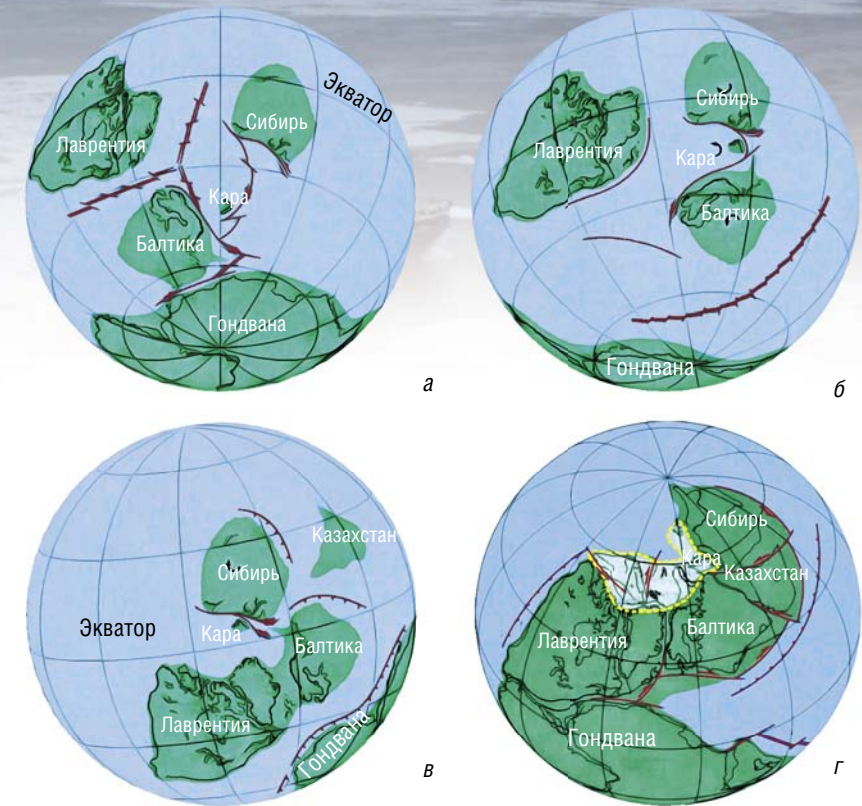 Лаврентия
Сибирь
Экватор
Кара
Балтика
Гондвана
а
Сибирь
Лаврентия
Кара
Балтика
Гондвана
б
Казахстан
Сибирь
Экватор
Кара
Балтика
Лаврентия
Гондвана
в
Сибирь
Кара
Казахстан
Лаврентия
Балтика
Гондвана
г